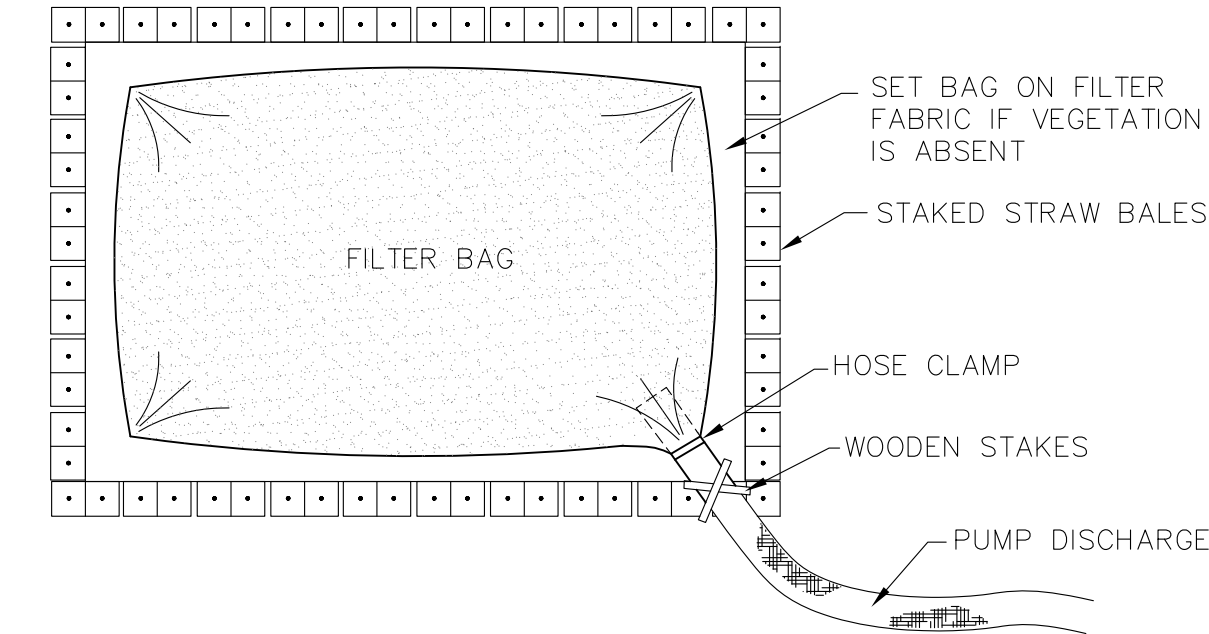 SET BAG ON FILTER
FABRIC IF VEGETATION
IS ABSENT
STAKED STRAW BALES
FILTER BAG
HOSE CLAMP
WOODEN STAKES
PUMP DISCHARGE